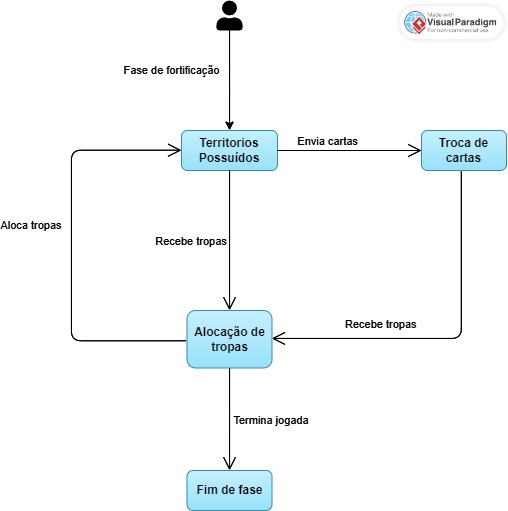 Made with
Visual Paradigm
For non-commercial use
Fase de fortificação
Territorios
Possuídos
Envia cartas
Troca de
cartas
Aloca tropas
Recebe tropas
Alocação de
tropas
Recebe tropas
Termina jogada
Fim de fase